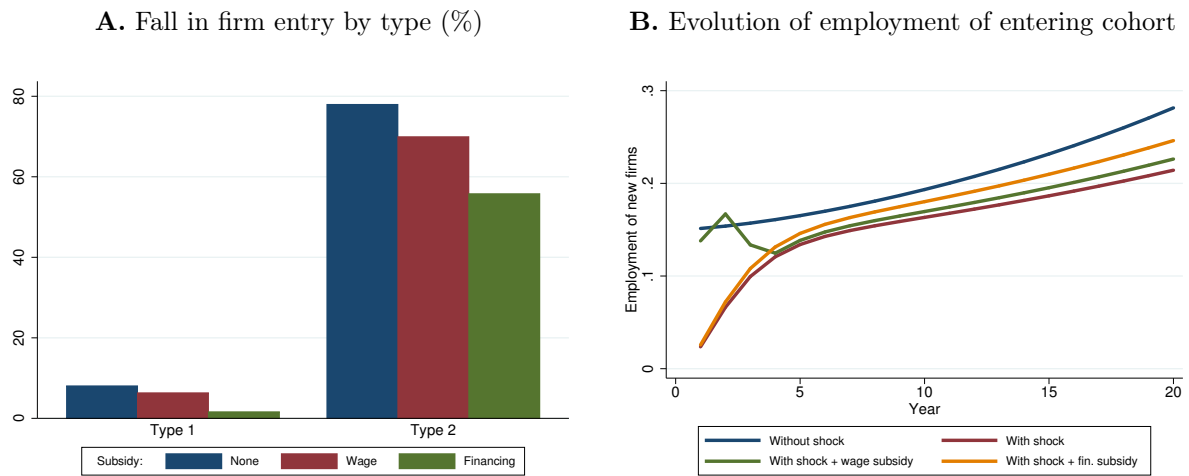 A. Fall in firm entry by type (%)
80
60
40
20
0
Type 1
Type 2
Subsidy:
None
Wage
Financing
B. Evolution of employment of entering cohort
Employment of new firms
.3
.2
.1
0
0
5
10
15
20
Year
Without shock
With shock
With shock + wage subsidy
With shock + fin. subsidy